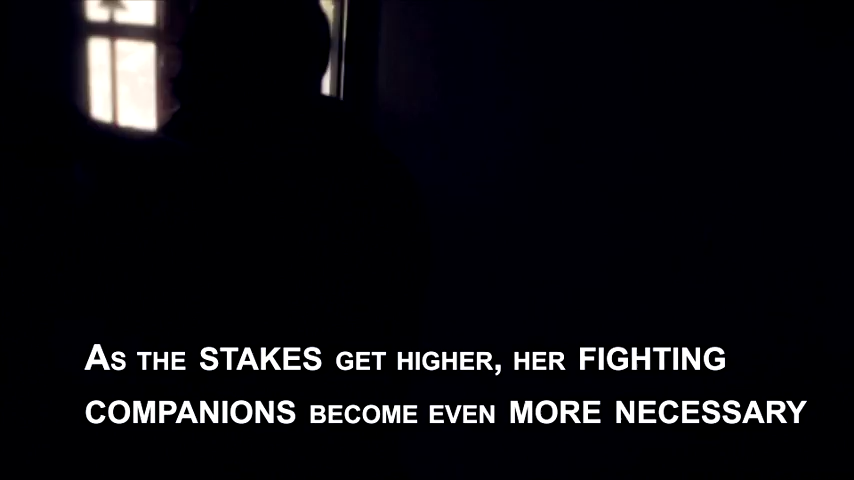 As the STAKES get higher, her FIGHTING
COMPANIONS become even MORE NECESSARY